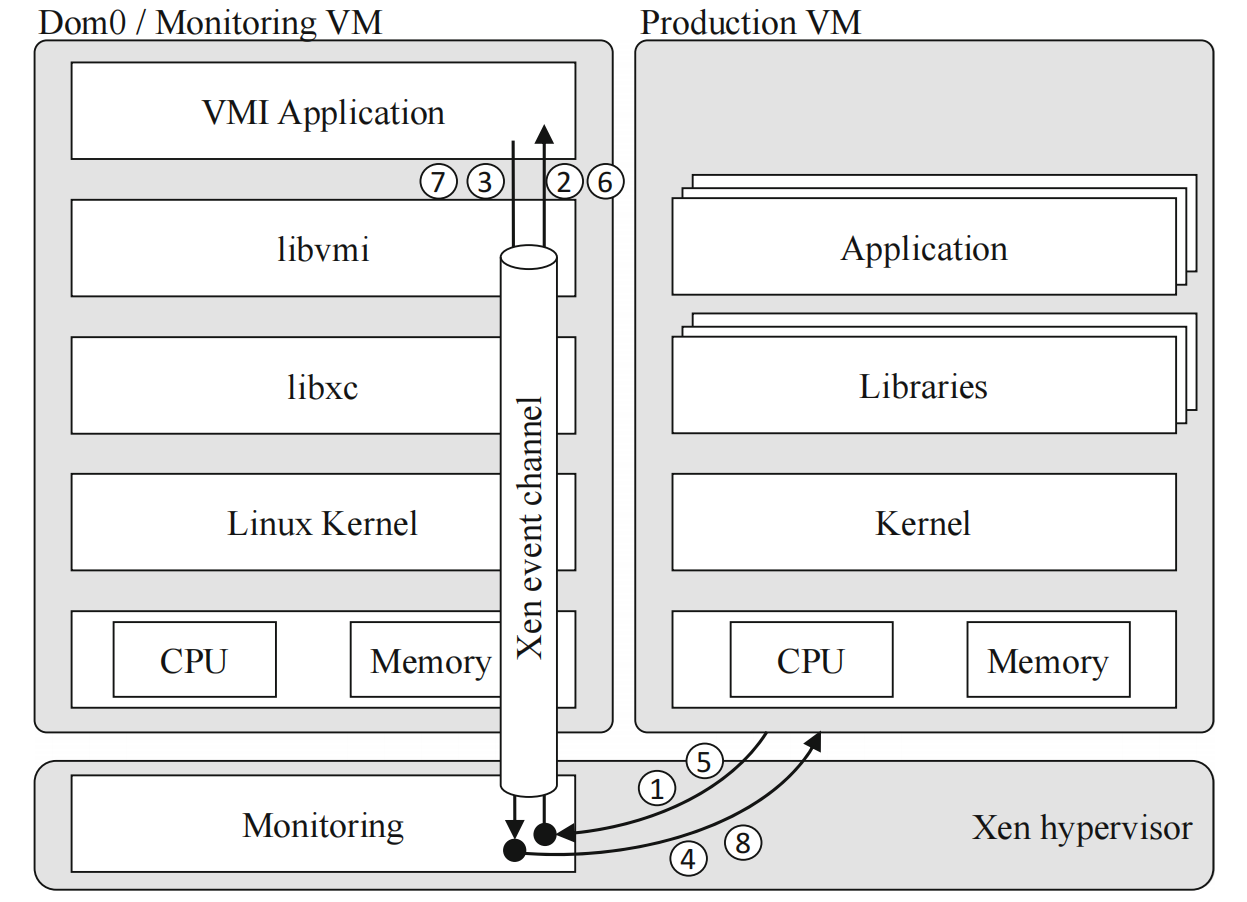 Dom0 / Monitoring VM
VMI Application
7 3 2 6
libvmi
libxc
Linux Kernel
CPU
Memory
Xen event channel
Production VM
Application
Libraries
Kernel
CPU
Memory
5
1
4
8
Monitoring
Xen hypervisor